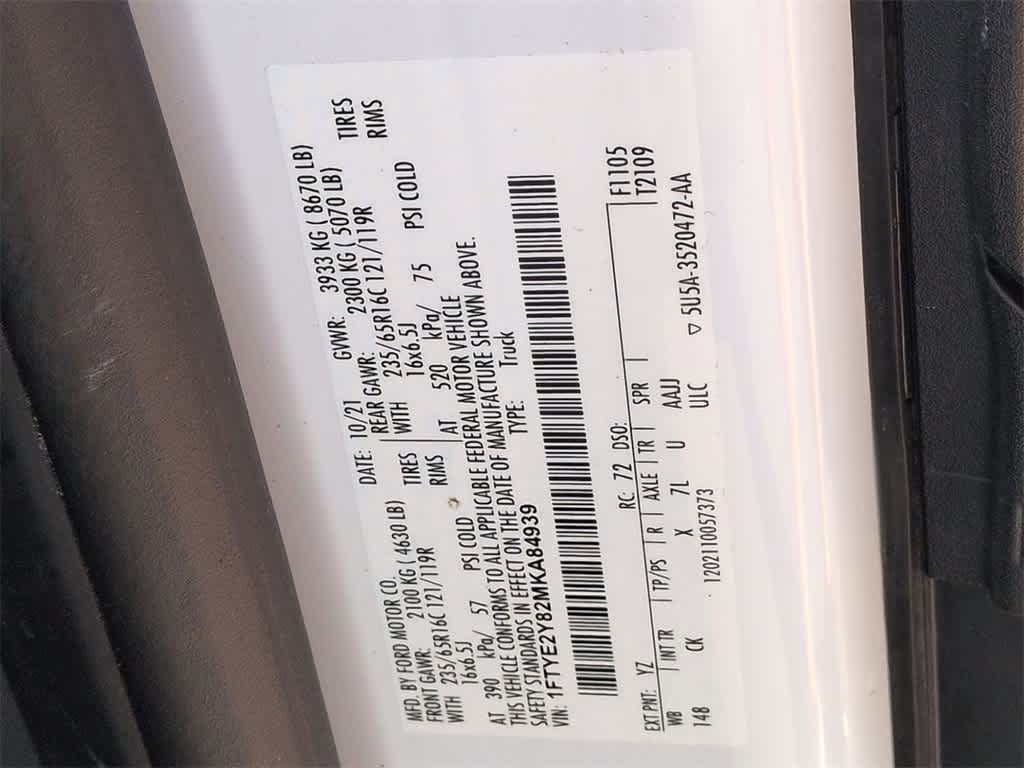 MFD. BY FORD MOTOR CO. DATE: 10/21 GVWR: 3933 KG ( 8670 LB)
FRONT GAWR: 2100 KG ( 4630 LB) REAR GAWR: 2300 KG ( 5070 LB)
WITH 235/65R16C 121/119R TIRES WITH 235/65R16C 121/119R TIRES
16x6.5J RIMS 16x6.5J RIMS
AT 390 kPa/ 57 PSI COLD AT 520 kPa/ 75 PSI COLD
THIS VEHICLE CONFORMS TO ALL APPLICABLE FEDERAL MOTOR VEHICLE
SAFETY STANDARDS IN EFFECT ON THE DATE OF MANUFACTURE SHOWN ABOVE.
VIN: 1FTYE2Y82MKA84939 TYPE: Truck
EXT PNT: YZ RC: 72 DSO: F1105
WB INT TR TP/PS R AXLE TR SPR T2109
148 CK X 7L U AAJJ
1202110057373 ULC ▽ 5U5A-3520472-AA